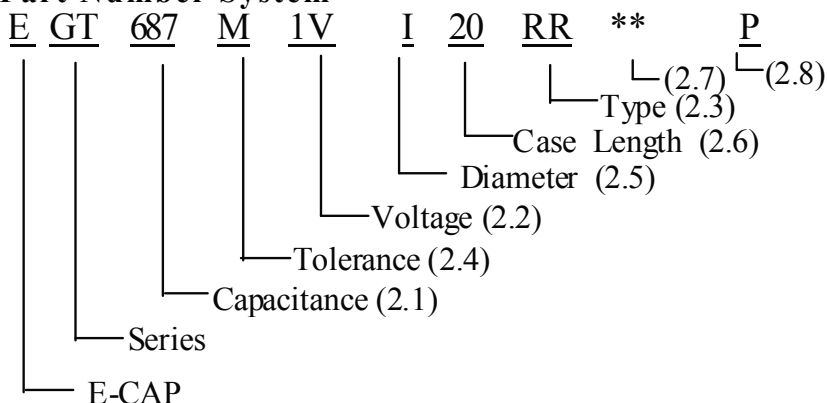 Part Number System
E GT 687 M 1V I 20 RR ** P
(2.7) (2.8)
Type (2.3)
Case Length (2.6)
Diameter (2.5)
Voltage (2.2)
Tolerance (2.4)
Capacitance (2.1)
Series
E-CAP